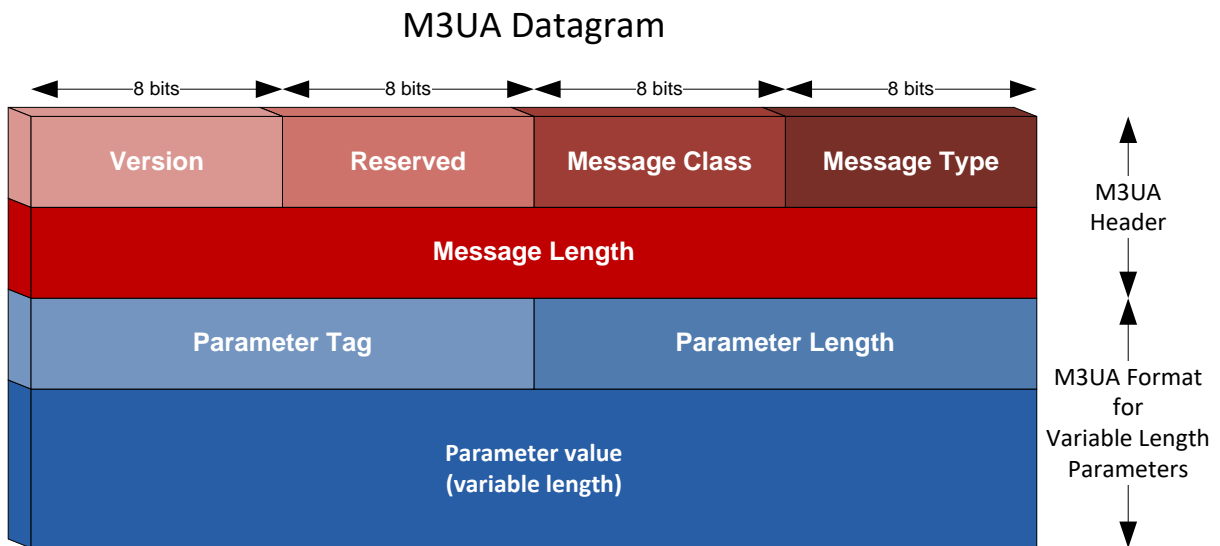 M3UA Datagram
8 bits
8 bits
8 bits
8 bits
Version
Reserved
Message Class
Message Type
M3UA
Header
Message Length
Parameter Tag
Parameter Length
M3UA Format
for
Variable Length
Parameters
Parameter value
(variable length)